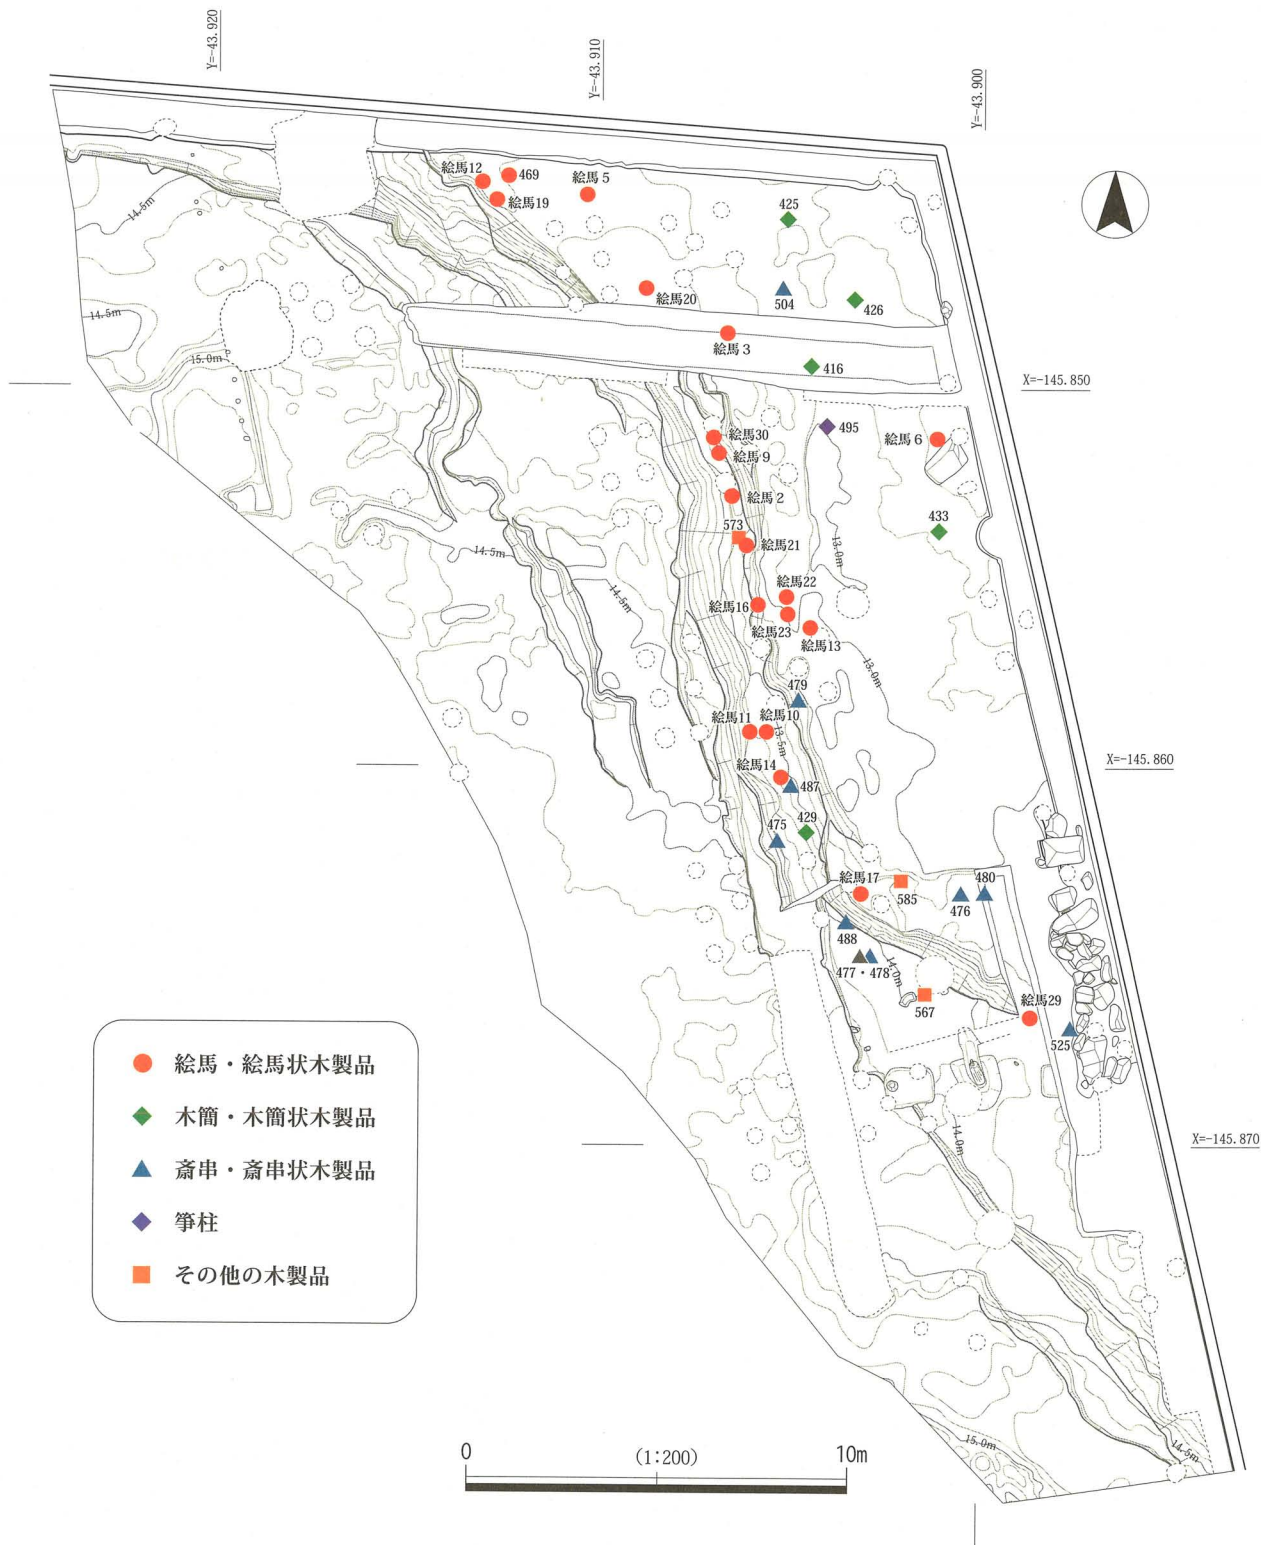 Y=-43.920
Y=-43.910
Y=-43.900
絵馬12
469
絵馬5
絵馬19
425
14.5m
絵馬20
504
426
14.5m
15.0m
絵馬3
416
X=-145.850
絵馬30
495
絵馬6
絵馬9
絵馬2
573
433
絵馬21
13.0m
14.5m
絵馬22
14.5m
絵馬16
絵馬23
絵馬13
13.0m
479
絵馬11
絵馬10
13.5m
X=-145.860
絵馬14
487
475
429
絵馬17
585
476
480
488
477・478
14.0m
567
絵馬29
525
14.0m
X=-145.870
絵馬・絵馬状木製品
木簡・木簡状木製品
斎串・斎串状木製品
箏柱
その他の木製品
15.0m
14.5m
0
(1:200)
10m